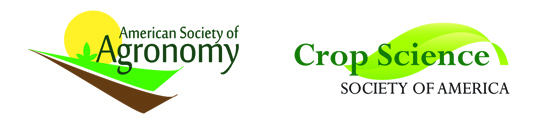 American Society of
Agronomy
Crop Science
SOCIETY OF AMERICA